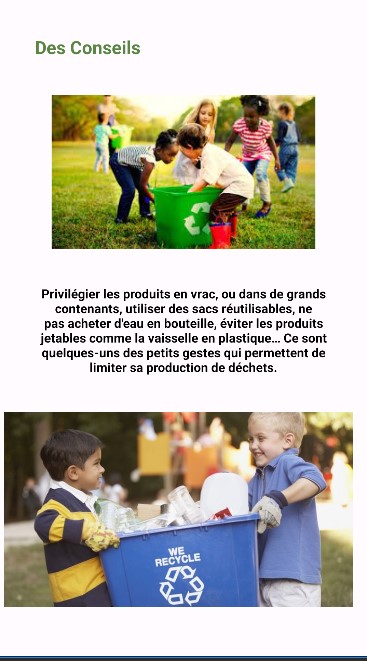 Des Conseils
Privilégier les produits en vrac, ou dans de grands
contenants, utiliser des sacs réutilisables, ne
pas acheter d'eau en bouteille, éviter les produits
jetables comme la vaisselle en plastique... Ce sont
quelques-uns des petits gestes qui permettent de
limiter sa production de déchets.
WE
RECYCLE